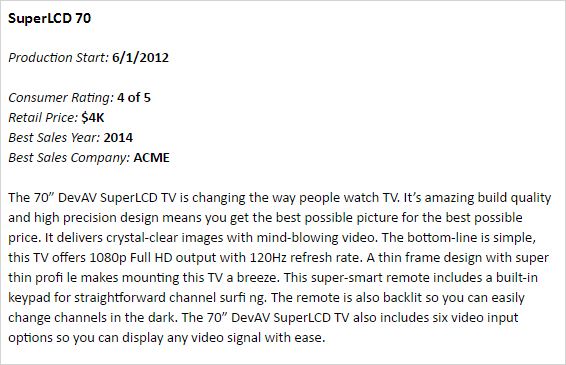 SuperLCD 70
Production Start: 6/1/2012
Consumer Rating: 4 of 5
Retail Price: $4K
Best Sales Year: 2014
Best Sales Company: ACME
The 70” DevAV SuperLCD TV is changing the way people watch TV. It’s amazing build quality
and high precision design means you get the best possible picture for the best possible
price. It delivers crystal-clear images with mind-blowing video. The bottom-line is simple,
this TV offers 1080p Full HD output with 120Hz refresh rate. A thin frame design with super
thin profi le makes mounting this TV a breeze. This super-smart remote includes a built-in
keypad for straightforward channel surfi ng. The remote is also backlit so you can easily
change channels in the dark. The 70” DevAV SuperLCD TV also includes six video input
options so you can display any video signal with ease.